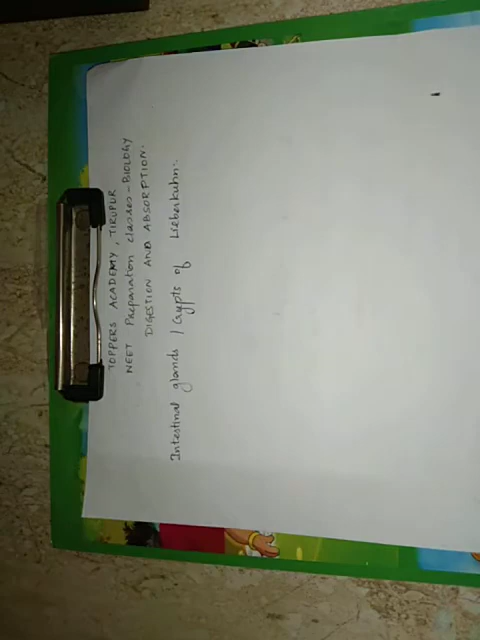 TOPPERS ACADEMY, TIRUPUR
NEET Preparation classes - BIOLOGY
DIGESTION AND ABSORPTION.
Intestinal glands / Crypts of Lieberkuhn:.